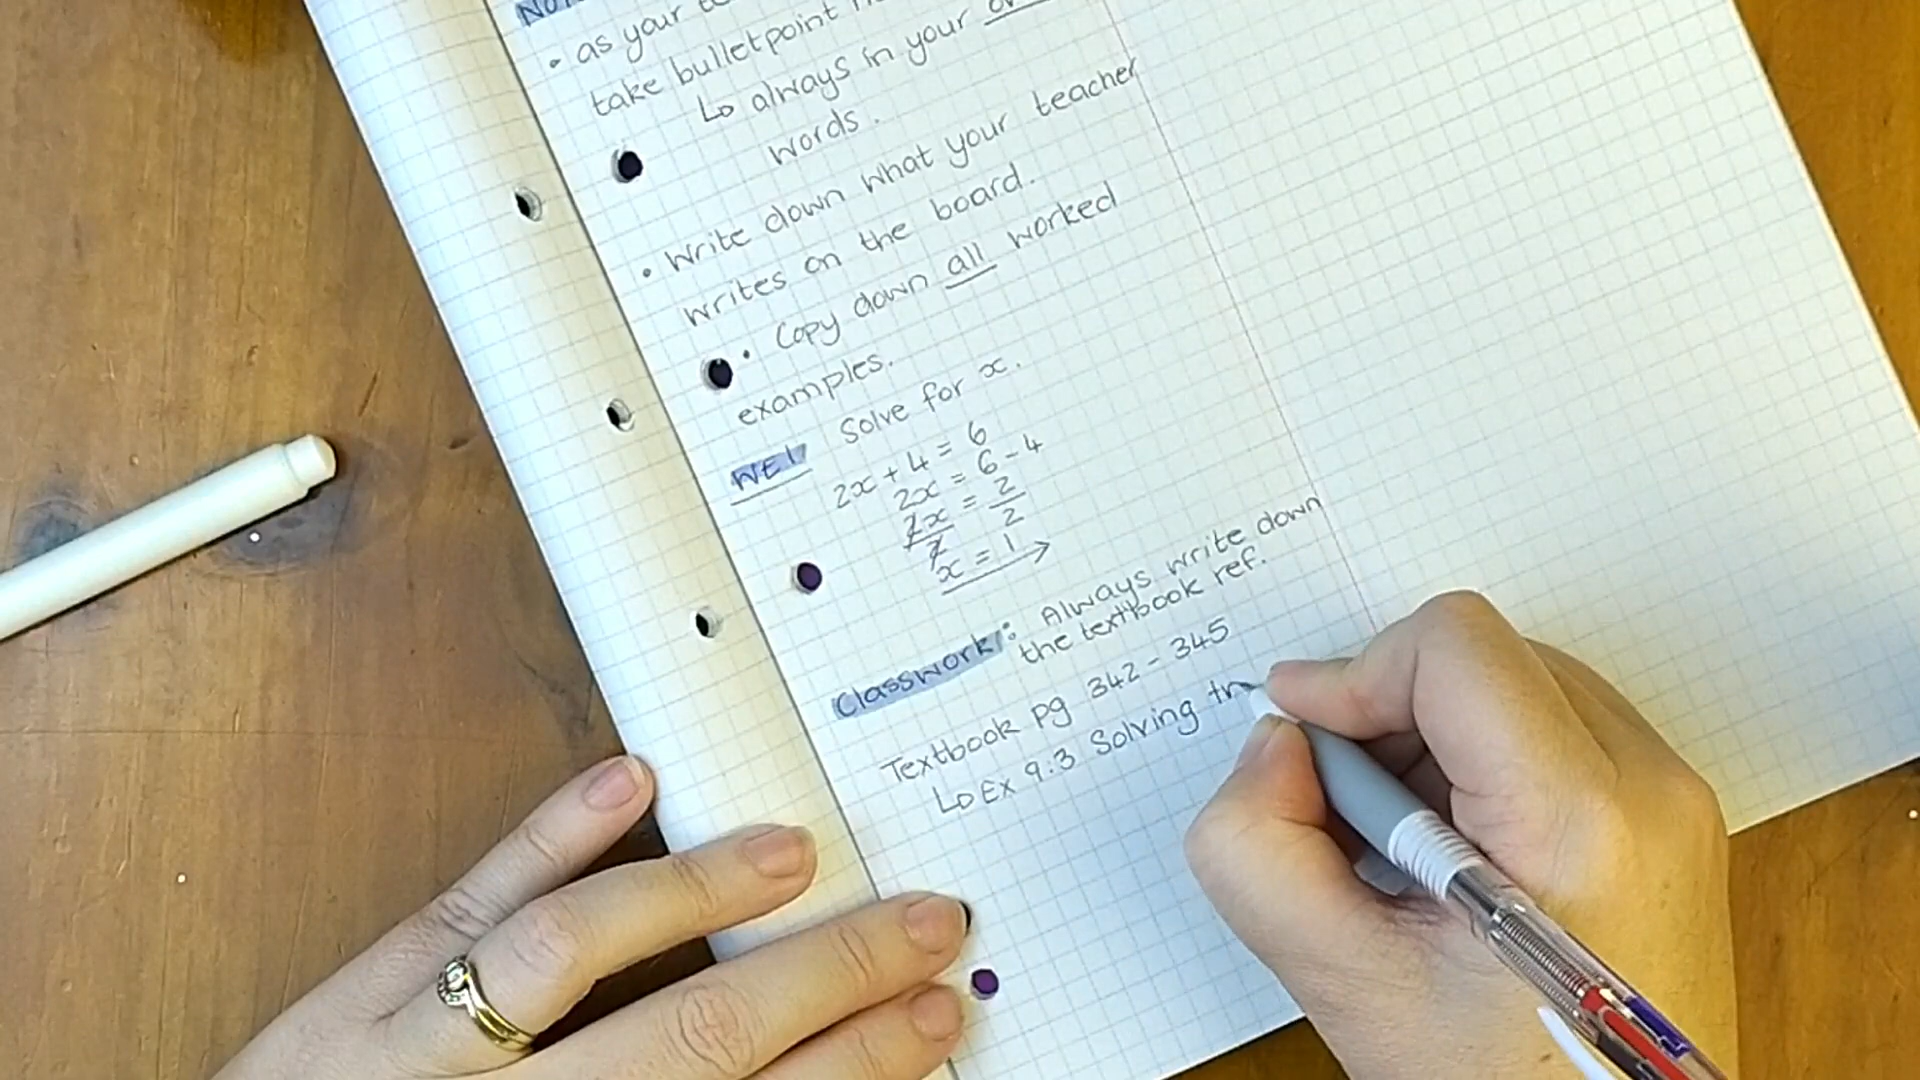 • as your
take bulletpoint
↳ always in your
words.
• Write down what your teacher
writes on the board.
• Copy down all worked
examples.
WE1 Solve for x.
2x + 4 = 6
2x = 6 - 4
2x/2 = 2/2
x = 1
Classwork: Always write down
the textbook ref.
Textbook pg 342 - 345
↳ Ex 9.3 Solving